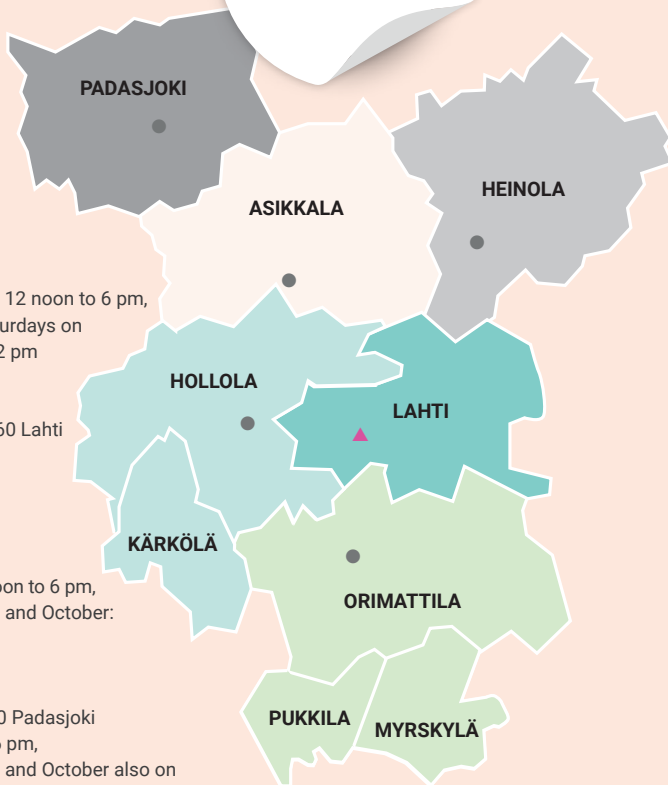 PADASJOKI
HEINOLA
ASIKKALA
12 noon to 6 pm,
urdays on
2 pm
HOLLOLA
LAHTI
60 Lahti
KÄRKÖLÄ
oon to 6 pm,
and October:
ORIMATTILA
0 Padasjoki
pm,
and October also on
PUKKILA
MYRSKYLÄ